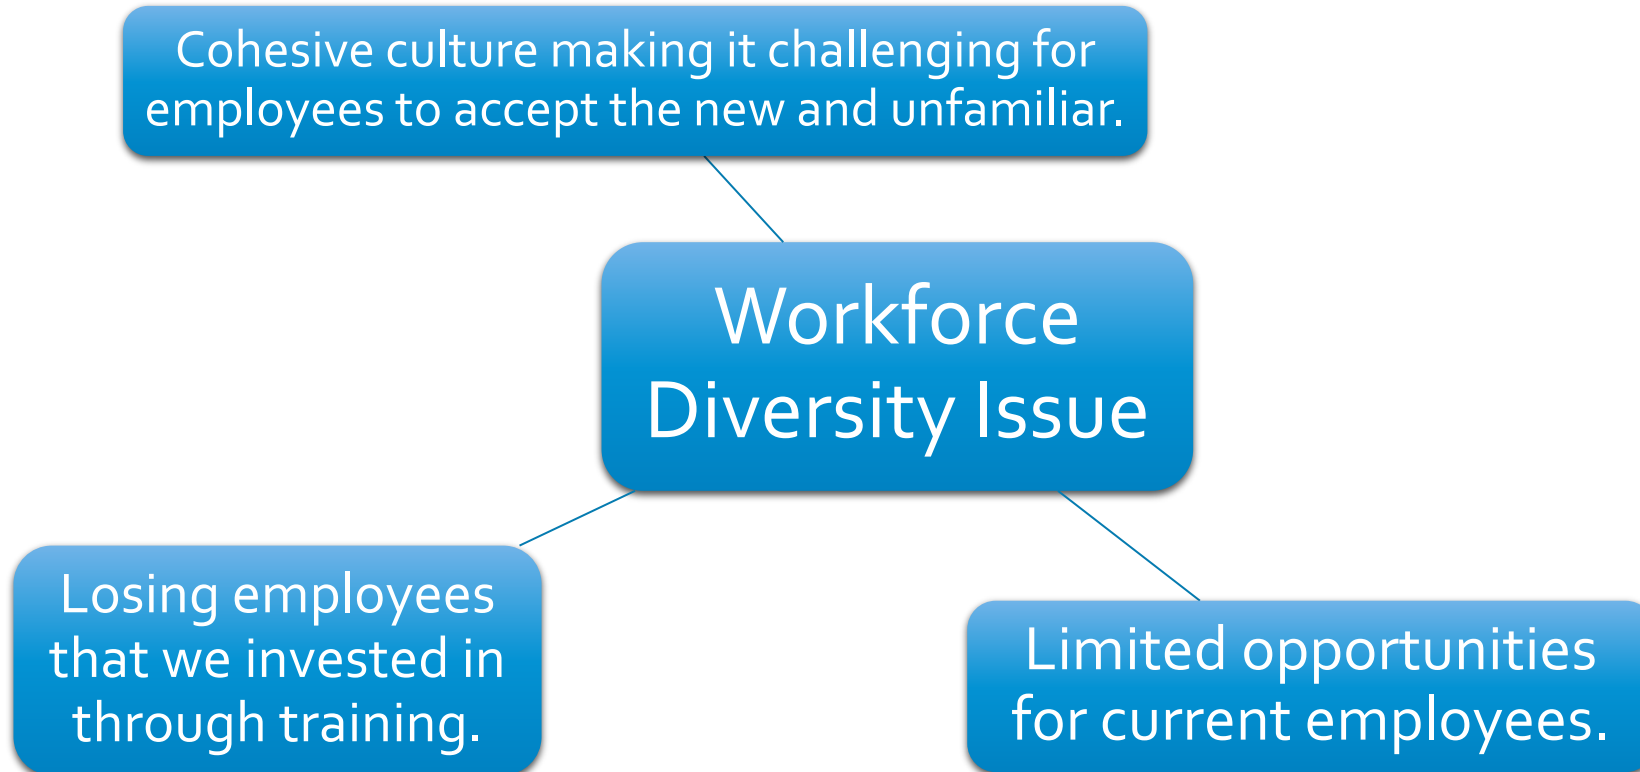 Cohesive culture making it challenging for
employees to accept the new and unfamiliar.
Workforce
Diversity Issue
Losing employees
that we invested in
through training.
Limited opportunities
for current employees.